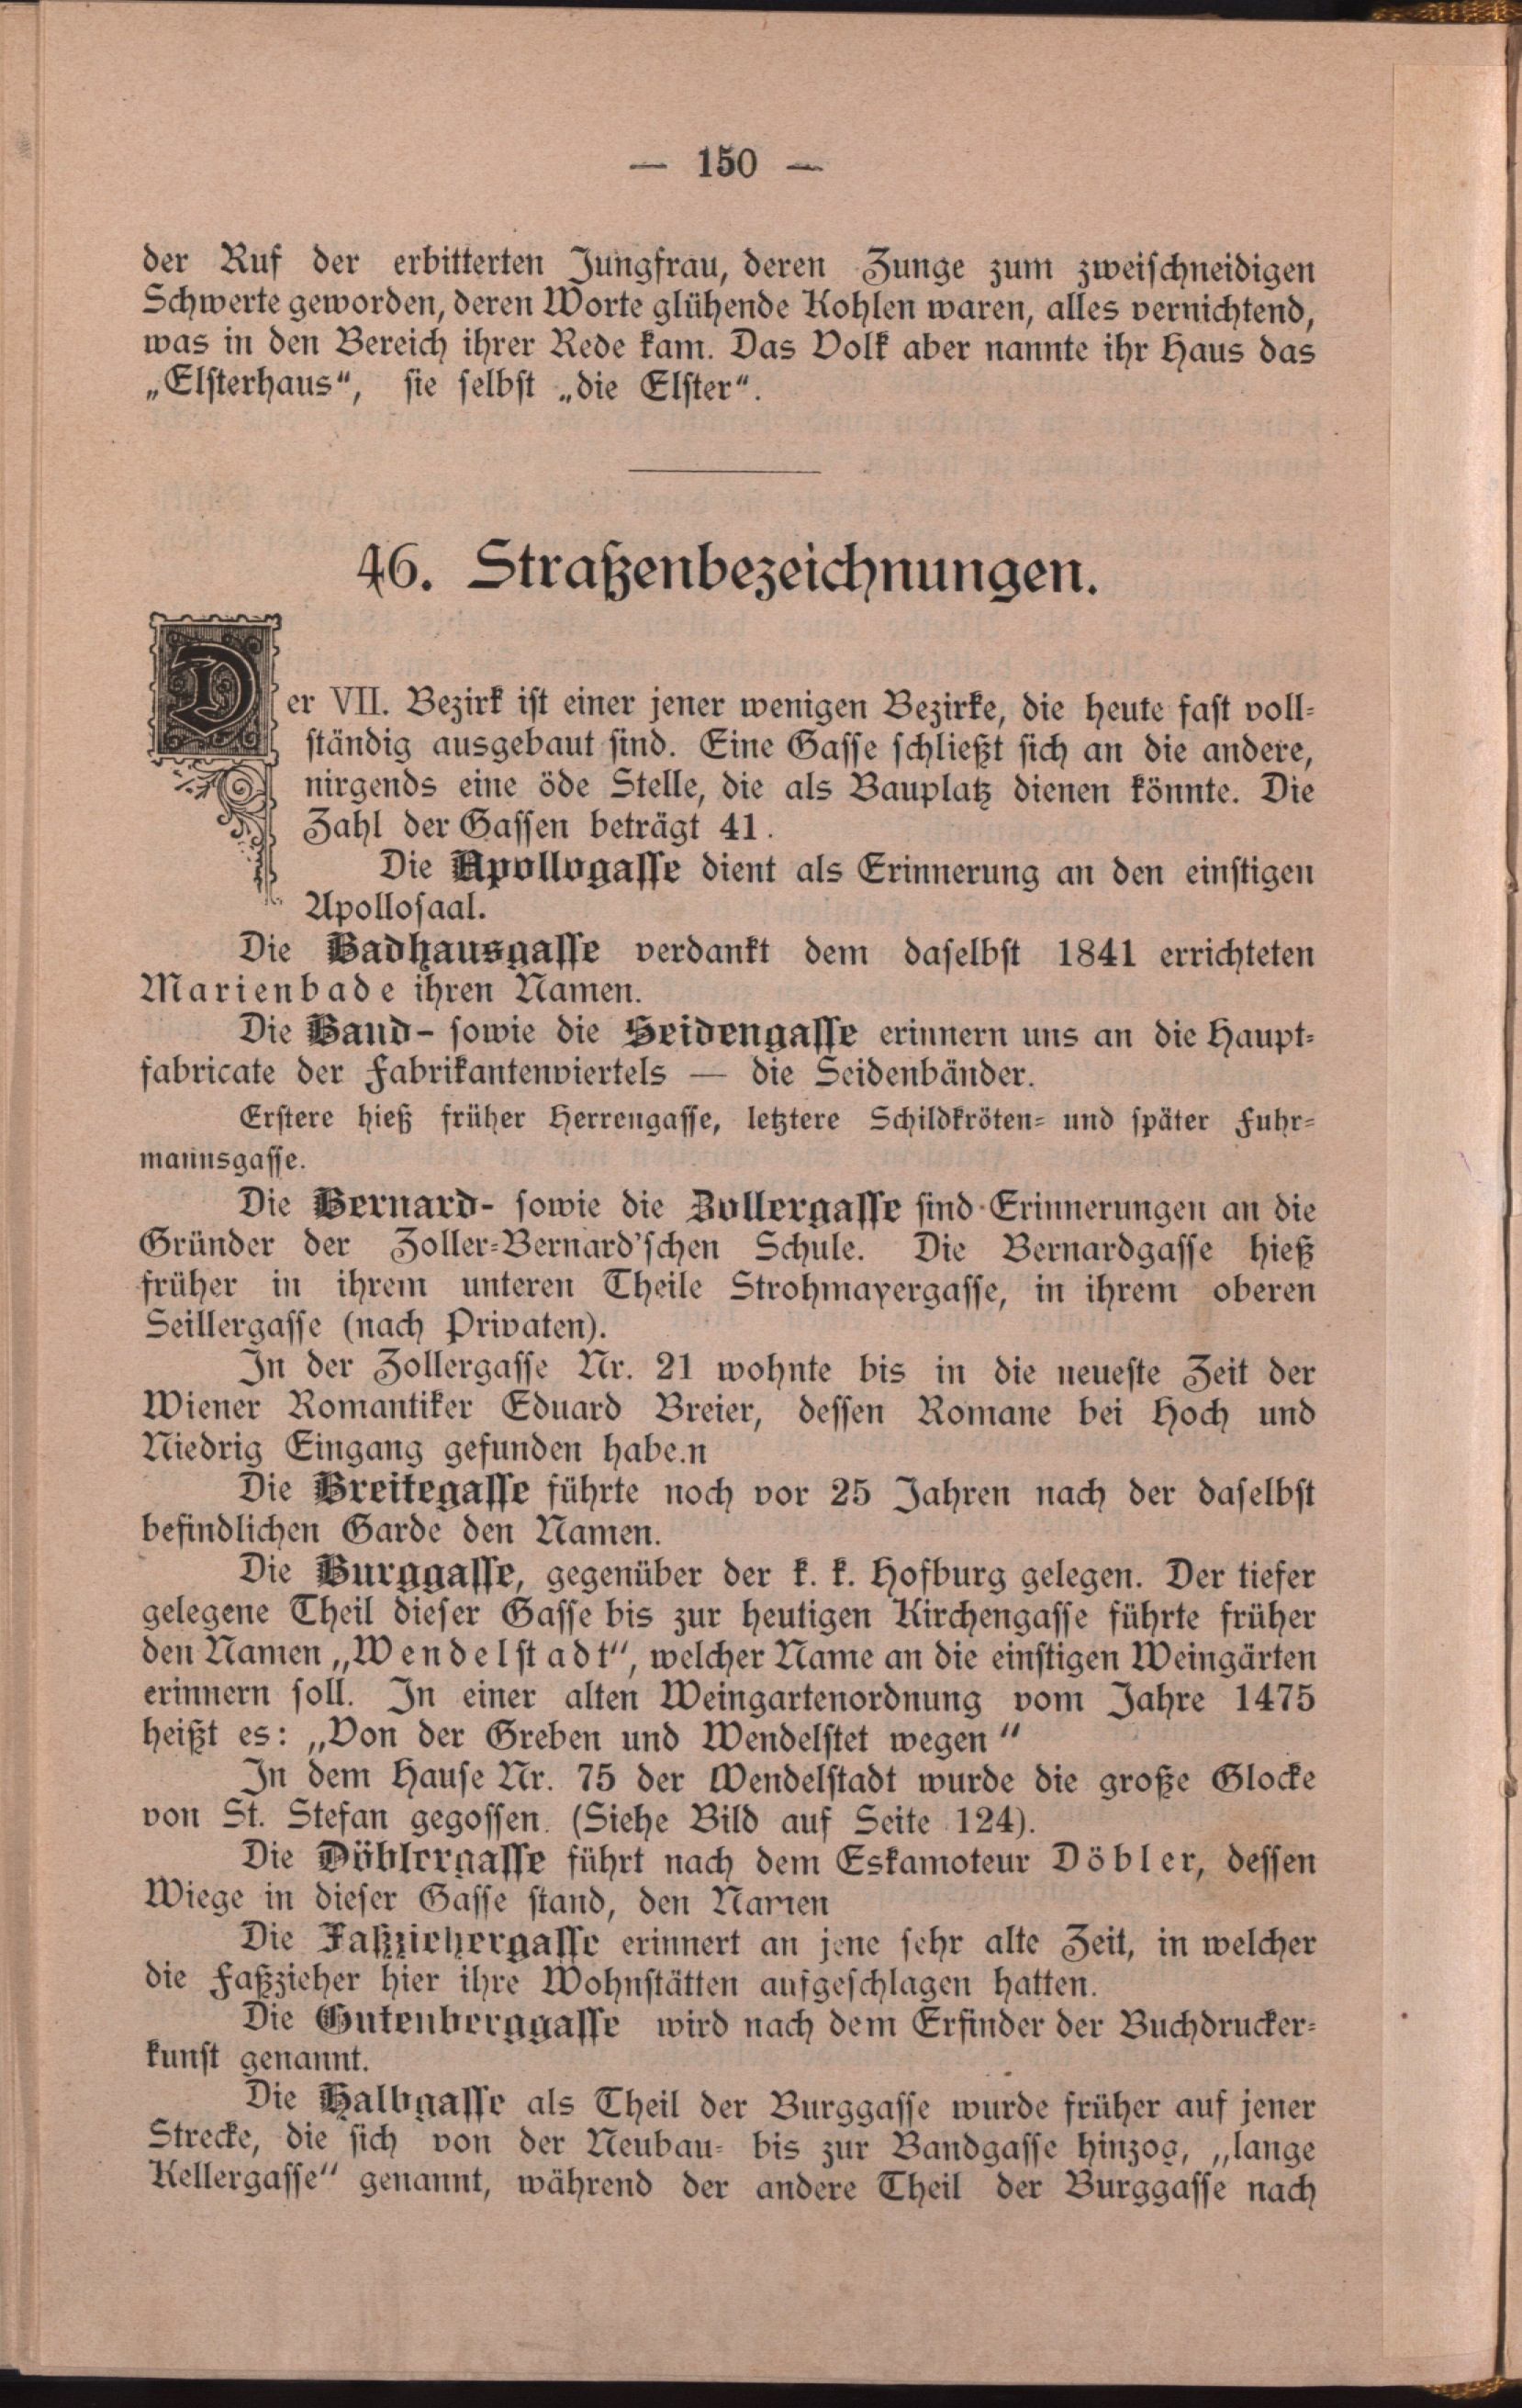 — 150 —
der Ruf der erbitterten Jungfrau, deren Zunge zum zweischneidigen
Schwerte geworden, deren Worte glühende Kohlen waren, alles vernichtend,
was in den Bereich ihrer Rede kam. Das Volk aber nannte ihr Haus das
„Elsterhaus“, sie selbst „die Elster“.
46. Straßenbezeichnungen.
Der VII. Bezirk ist einer jener wenigen Bezirke, die heute fast voll-
ständig ausgebaut sind. Eine Gasse schließt sich an die andere,
nirgends eine öde Stelle, die als Bauplatz dienen könnte. Die
Zahl der Gassen beträgt 41.
Die Apollogasse dient als Erinnerung an den einstigen
Apollosaal.
Die Badhausgasse verdankt dem daselbst 1841 errichteten
Marienbade ihren Namen.
Die Band- sowie die Seidengasse erinnern uns an die Haupt-
fabricate der Fabrikantenviertels — die Seidenbänder.
Erstere hieß früher Herrengasse, letztere Schildkröten- und später Fuhr-
mannsgasse.
Die Bernard- sowie die Zollergasse sind Erinnerungen an die
Gründer der Zoller-Bernard'schen Schule. Die Bernardgasse hieß
früher in ihrem unteren Theile Strohmayergasse, in ihrem oberen
Seillergasse (nach Privaten).
In der Zollergasse Nr. 21 wohnte bis in die neueste Zeit der
Wiener Romantiker Eduard Breier, dessen Romane bei Hoch und
Niedrig Eingang gefunden habe.n
Die Breitegasse führte noch vor 25 Jahren nach der daselbst
befindlichen Garde den Namen.
Die Burggasse, gegenüber der k. k. Hofburg gelegen. Der tiefer
gelegene Theil dieser Gasse bis zur heutigen Kirchengasse führte früher
den Namen „Wendelstadt“, welcher Name an die einstigen Weingärten
erinnern soll. In einer alten Weingartenordnung vom Jahre 1475
heißt es: „Von der Greben und Wendelstet wegen“
In dem Hause Nr. 75 der Wendelstadt wurde die große Glocke
von St. Stefan gegossen. (Siehe Bild auf Seite 124).
Die Döblergasse führt nach dem Eskamoteur Döbler, dessen
Wiege in dieser Gasse stand, den Namen
Die Faßziehergasse erinnert an jene sehr alte Zeit, in welcher
die Faßzieher hier ihre Wohnstätten aufgeschlagen hatten.
Die Gutenberggasse wird nach dem Erfinder der Buchdrucker-
kunst genannt.
Die Halbgasse als Theil der Burggasse wurde früher auf jener
Strecke, die sich von der Neubau- bis zur Bandgasse hinzog, „lange
Kellergasse“ genannt, während der andere Theil der Burggasse nach